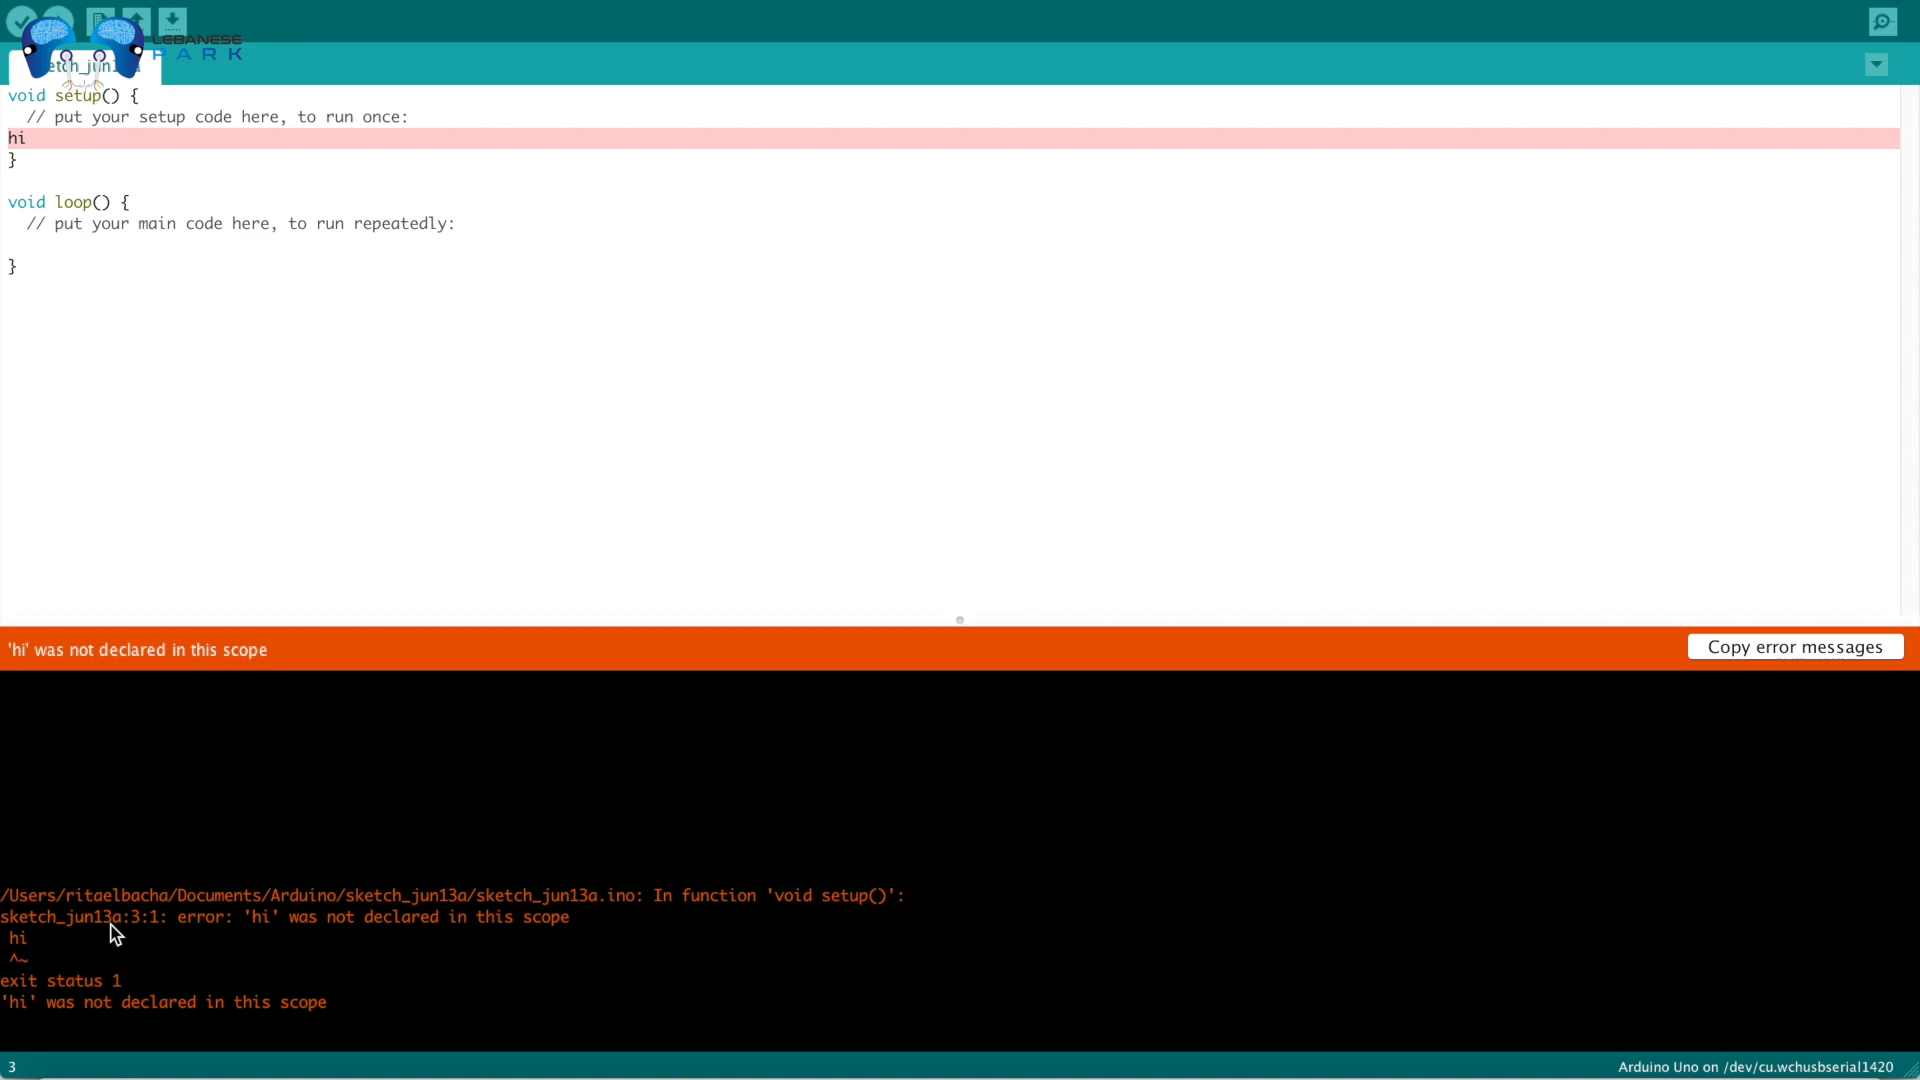 LEBANESE
PARK
etch_jun1
void setup() {
// put your setup code here, to run once:
hi
}
void loop() {
// put your main code here, to run repeatedly:
}
'hi' was not declared in this scope
Copy error messages
/Users/ritaelbacha/Documents/Arduino/sketch_jun13a/sketch_jun13a.ino: In function 'void setup()':
sketch_jun13a:3:1: error: 'hi' was not declared in this scope
hi
^~
exit status 1
'hi' was not declared in this scope
3
Arduino Uno on /dev/cu.wchusbserial1420